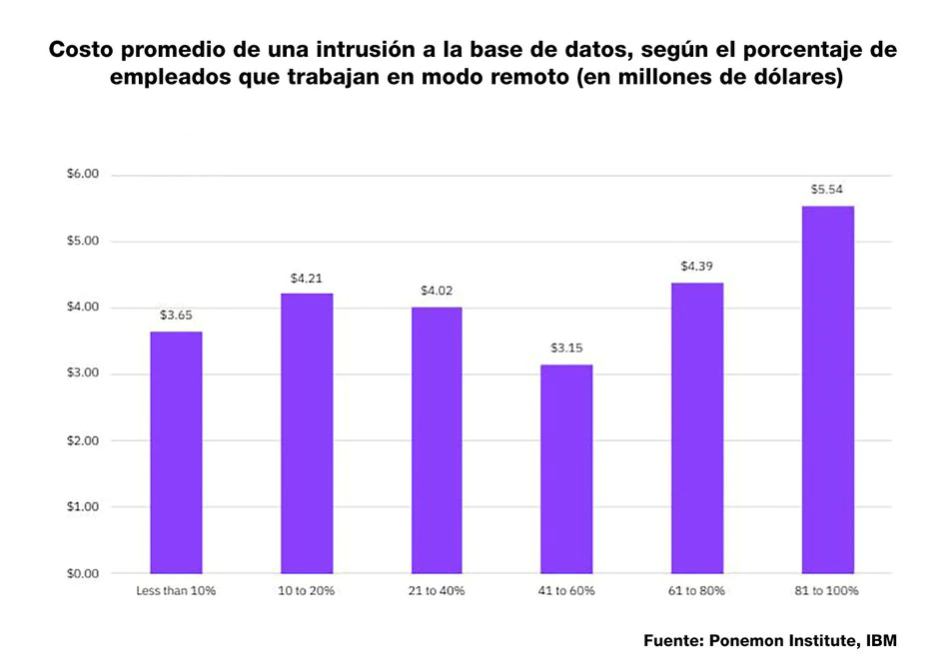 Costo promedio de una intrusión a la base de datos, según el porcentaje de
empleados que trabajan en modo remoto (en millones de dólares)
$6.00
$5.00
$4.00
$3.00
$2.00
$1.00
$0.00
$3.65
$4.21
$4.02
$3.15
$4.39
$5.54
Less than 10%
10 to 20%
21 to 40%
41 to 60%
61 to 80%
81 to 100%
Fuente: Ponemon Institute, IBM